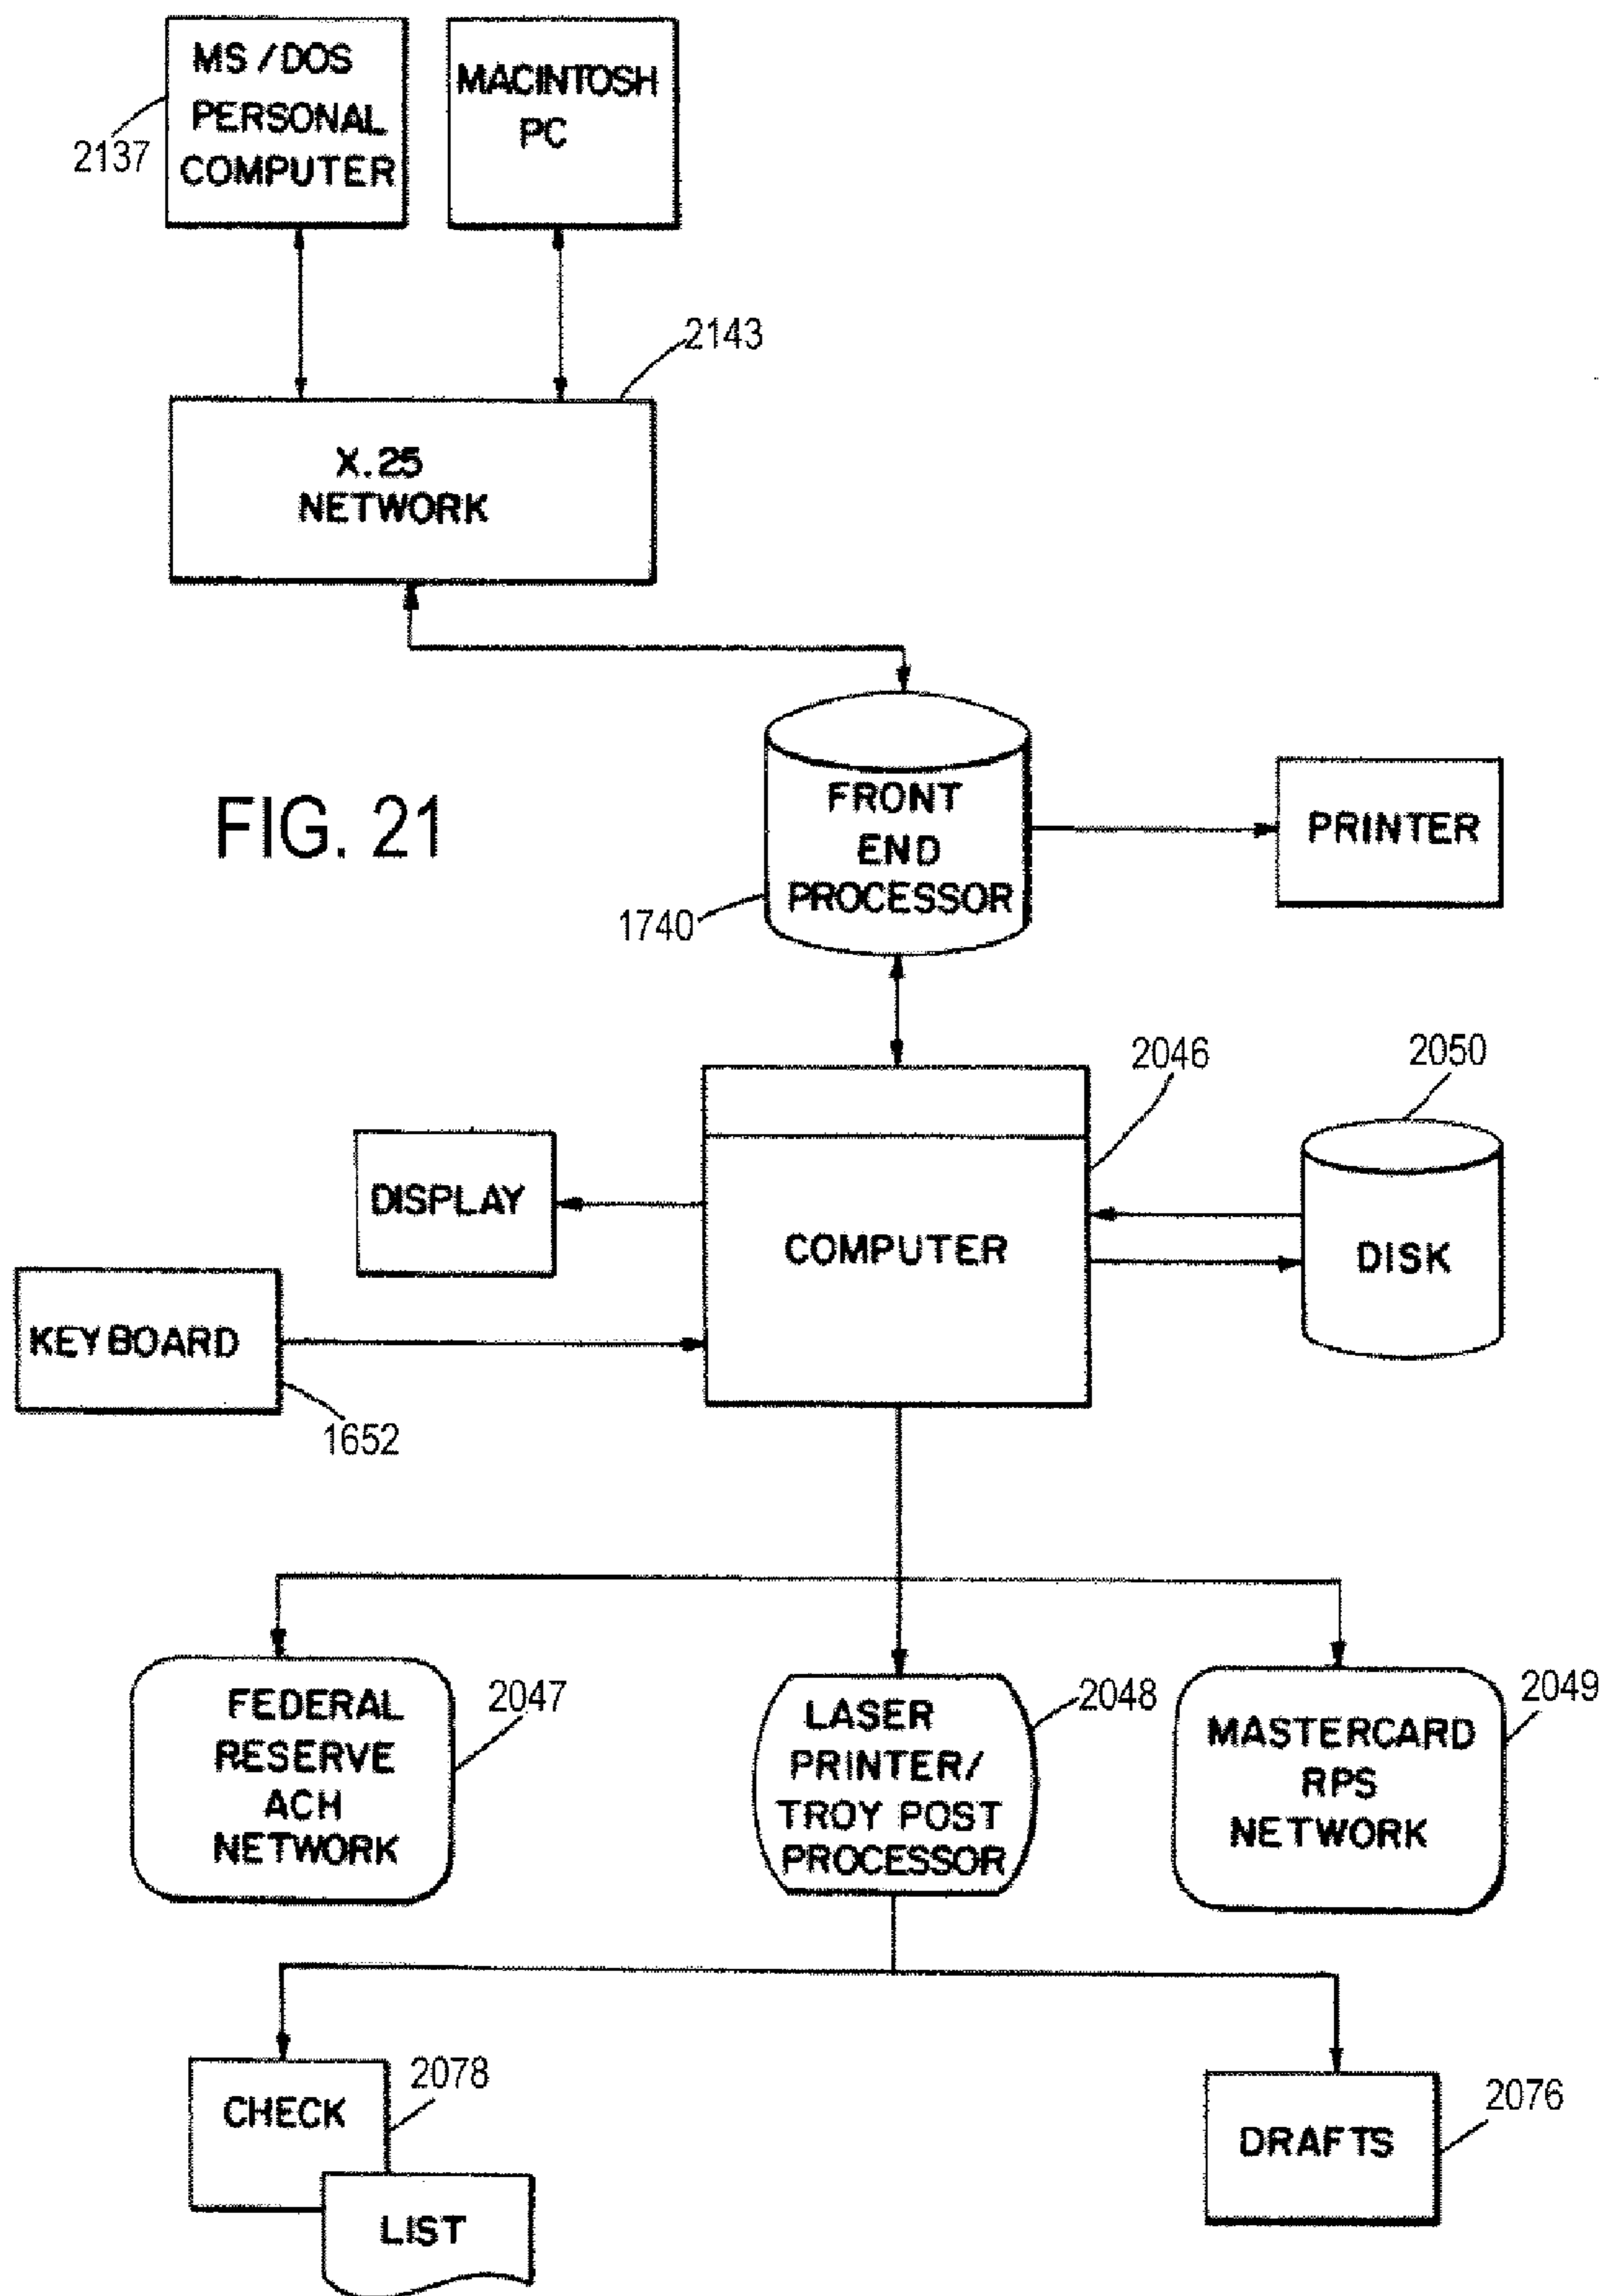 MS/DOS
PERSONAL
COMPUTER
MACINTOSH
PC
2137
2143
X.25
NETWORK
FIG. 21
FRONT
END
PROCESSOR
1740
PRINTER
2046
2050
DISPLAY
COMPUTER
DISK
KEYBOARD
1652
FEDERAL
RESERVE
ACH
NETWORK
2047
LASER
PRINTER/
TROY POST
PROCESSOR
2048
MASTERCARD
RPS
NETWORK
2049
CHECK
2078
LIST
DRAFTS
2076